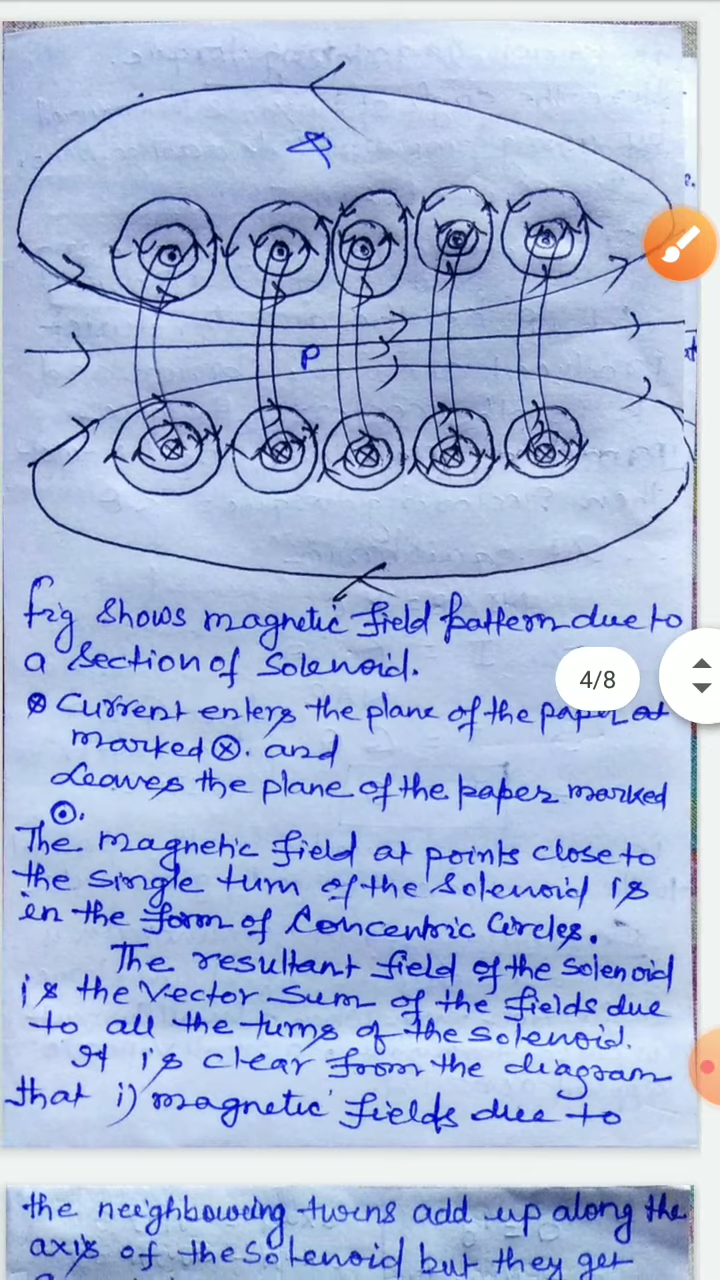 Q
P
Fig Shows magnetic field pattern due to
a Section of Solenoid.
⊗ Current enters the plane of the paper at
marked ⊗. and
Leaves the plane of the paper marked
⊙.
The magnetic field at points close to
the single turn of the Solenoid is
in the form of Concentric Circles.
The resultant field of the solenoid
is the Vector Sum of the fields due
to all the turns of the Solenoid.
It is clear from the diagram
that i) magnetic fields due to
4/8
the neighbouring turns add up along the
axis of the Solenoid but they get